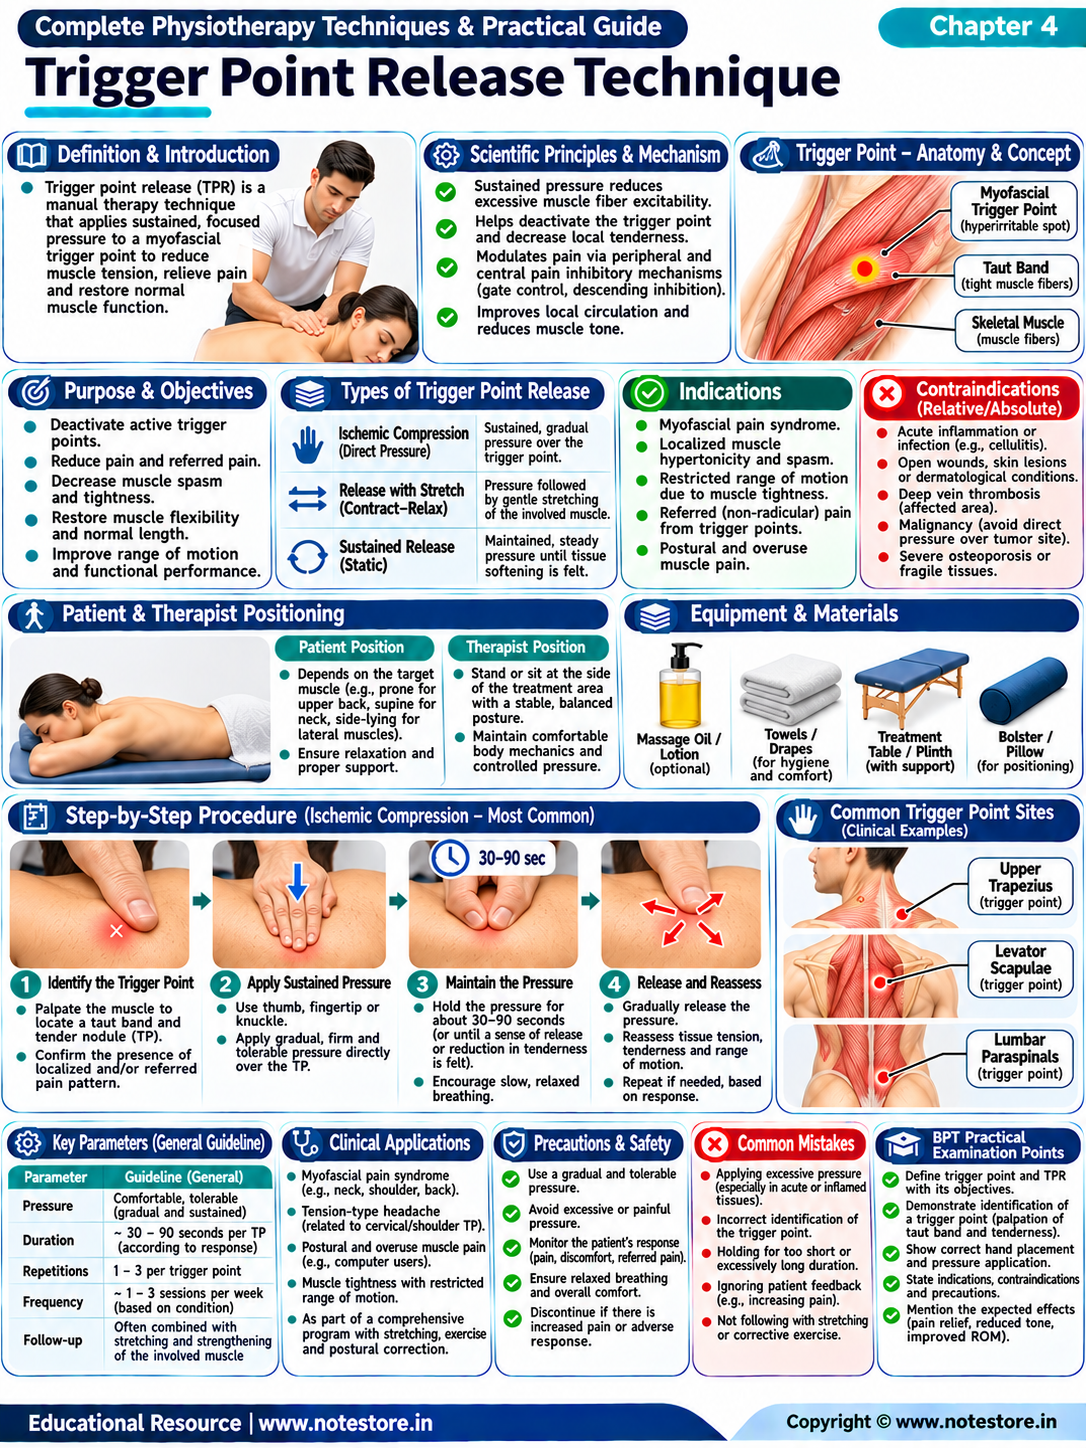 Complete Physiotherapy Techniques & Practical Guide
Chapter 4
Trigger Point Release Technique
Definition & Introduction
Trigger point release (TPR) is a
manual therapy technique
that applies sustained, focused
pressure to a myofascial
trigger point to reduce
muscle tension, relieve pain
and restore normal
muscle function.
Scientific Principles & Mechanism
Sustained pressure reduces
excessive muscle fiber excitability.
Helps deactivate the trigger point
and decrease local tenderness.
Modulates pain via peripheral and
central pain inhibitory mechanisms
(gate control, descending inhibition).
Improves local circulation and
reduces muscle tone.
Trigger Point – Anatomy & Concept
Myofascial
Trigger Point
(hyperirritable spot)
Taut Band
(tight muscle fibers)
Skeletal Muscle
(muscle fibers)
Purpose & Objectives
Deactivate active trigger
points.
Reduce pain and referred pain.
Decrease muscle spasm
and tightness.
Restore muscle flexibility
and normal length.
Improve range of motion
and functional performance.
Types of Trigger Point Release
Ischemic Compression
(Direct Pressure)
Sustained, gradual
pressure over the
trigger point.
Release with Stretch
(Contract–Relax)
Pressure followed
by gentle stretching
of the involved muscle.
Sustained Release
(Static)
Maintained, steady
pressure until tissue
softening is felt.
Indications
Myofascial pain syndrome.
Localized muscle
hypertonicity and spasm.
Restricted range of motion
due to muscle tightness.
Referred (non-radicular) pain
from trigger points.
Postural and overuse
muscle pain.
Contraindications
(Relative/Absolute)
Acute inflammation or
infection (e.g., cellulitis).
Open wounds, skin lesions
or dermatological conditions.
Deep vein thrombosis
(affected area).
Malignancy (avoid direct
pressure over tumor site).
Severe osteoporosis or
fragile tissues.
Patient & Therapist Positioning
Patient Position
Depends on the target
muscle (e.g., prone for
upper back, supine for
neck, side-lying for
lateral muscles).
Ensure relaxation and
proper support.
Therapist Position
Stand or sit at the side
of the treatment area
with a stable, balanced
posture.
Maintain comfortable
body mechanics and
controlled pressure.
Equipment & Materials
Massage Oil /
Lotion
(optional)
Towels /
Drapes
(for hygiene
and comfort)
Treatment
Table / Plinth
(with support)
Bolster /
Pillow
(for positioning)
Step-by-Step Procedure (Ischemic Compression – Most Common)
30–90 sec
1 Identify the Trigger Point
Palpate the muscle to
locate a taut band and
tender nodule (TP).
Confirm the presence of
localized and/or referred
pain pattern.
2 Apply Sustained Pressure
Use thumb, fingertip or
knuckle.
Apply gradual, firm and
tolerable pressure directly
over the TP.
3 Maintain the Pressure
Hold the pressure for
about 30–90 seconds
(or until a sense of release
or reduction in tenderness
is felt).
Encourage slow, relaxed
breathing.
4 Release and Reassess
Gradually release the
pressure.
Reassess tissue tension,
tenderness and range
of motion.
Repeat if needed, based
on response.
Common Trigger Point Sites
(Clinical Examples)
Upper
Trapezius
(trigger point)
Levator
Scapulae
(trigger point)
Lumbar
Paraspinals
(trigger point)
Key Parameters (General Guideline)
Parameter Guideline (General)
Pressure Comfortable, tolerable
(gradual and sustained)
Duration ~ 30 – 90 seconds per TP
(according to response)
Repetitions 1 – 3 per trigger point
Frequency ~ 1 – 3 sessions per week
(based on condition)
Follow-up Often combined with
stretching and strengthening
of the involved muscle
Clinical Applications
Myofascial pain syndrome
(e.g., neck, shoulder, back).
Tension-type headache
(related to cervical/shoulder TP).
Postural and overuse muscle pain
(e.g., computer users).
Muscle tightness with restricted
range of motion.
As part of a comprehensive
program with stretching, exercise
and postural correction.
Precautions & Safety
Use a gradual and tolerable
pressure.
Avoid excessive or painful
pressure.
Monitor the patient's response
(pain, discomfort, referred pain).
Ensure relaxed breathing
and overall comfort.
Discontinue if there is
increased pain or adverse
response.
Common Mistakes
Applying excessive pressure
(especially in acute or inflamed
tissues).
Incorrect identification of
the trigger point.
Holding for too short or
excessively long duration.
Ignoring patient feedback
(e.g., increasing pain).
Not following with stretching
or corrective exercise.
BPT Practical
Examination Points
Define trigger point and TPR
with its objectives.
Demonstrate identification of
a trigger point (palpation of
taut band and tenderness).
Show correct hand placement
and pressure application.
State indications, contraindications
and precautions.
Mention the expected effects
(pain relief, reduced tone,
improved ROM).
Educational Resource | www.notestore.in
Copyright © www.notestore.in